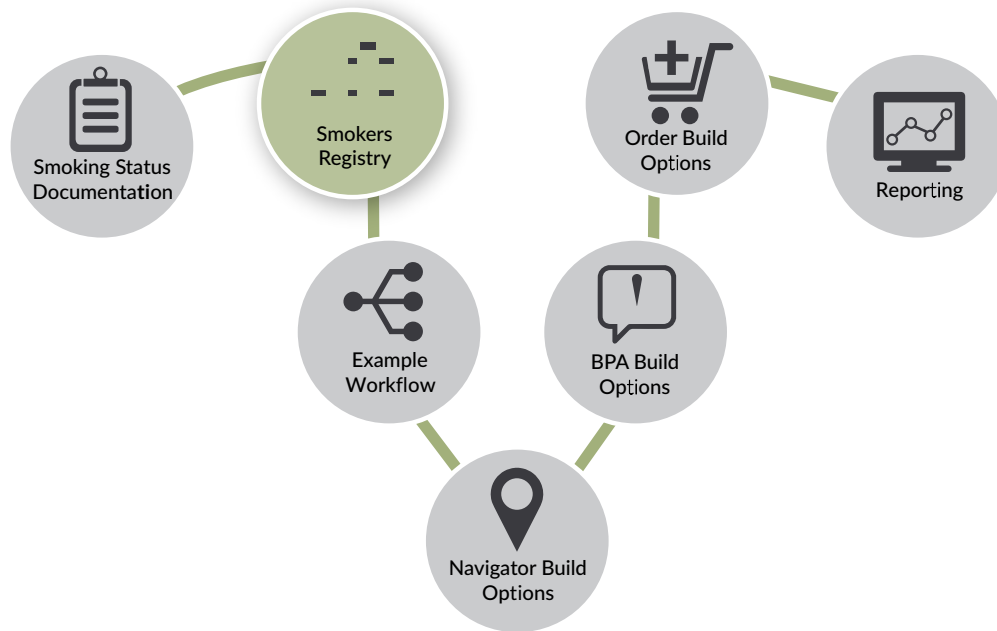 Smoking Status
Documentation
Smokers
Registry
Example
Workflow
Navigator Build
Options
BPA Build
Options
Order Build
Options
Reporting